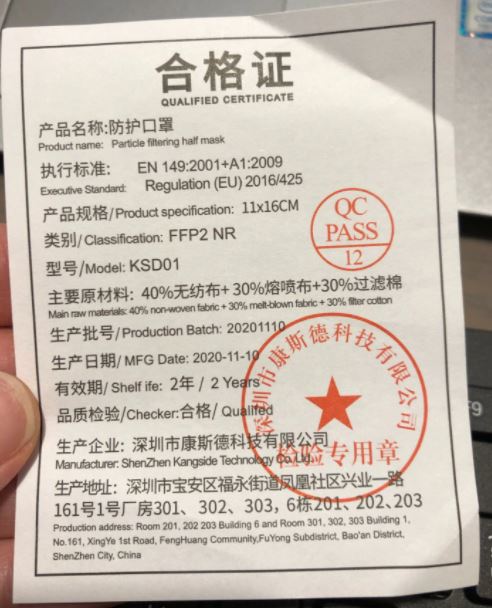 合格证
QUALIFIED CERTIFICATE
产品名称:防护口罩
Product name: Particle filtering half mask
执行标准: EN 149:2001+A1:2009
Executive Standard: Regulation (EU) 2016/425
产品规格/Product specification: 11x16CM
类别/Classification: FFP2 NR
型号/Model: KSD01
QC
PASS
12
主要原材料: 40%无纺布+ 30%熔喷布+30%过滤棉
Main raw materials: 40% non-woven fabric + 30% melt-blown fabric + 30% filter cotton
生产批号/Production Batch: 20201110
生产日期/MFG Date: 2020-11-10
有效期/Shelf ife: 2年/ 2 Years
品质检验/Checker:合格/ Qualifed
深圳市康斯德科技有限公司
检验专用章
生产企业: 深圳市康斯德科技有限公司
Manufacturer: ShenZhen Kangside Technology Co.,Ltd.
生产地址: 深圳市宝安区福永街道凤凰社区兴业一路
161号1号厂房301、302、303，6栋201、202、203
Production address: Room 201, 202 203 Building 6 and Room 301, 302, 303 Building 1,
No.161, XingYe 1st Road, FengHuang Community,FuYong Subdistrict, Bao'an District,
ShenZhen City, China
F9